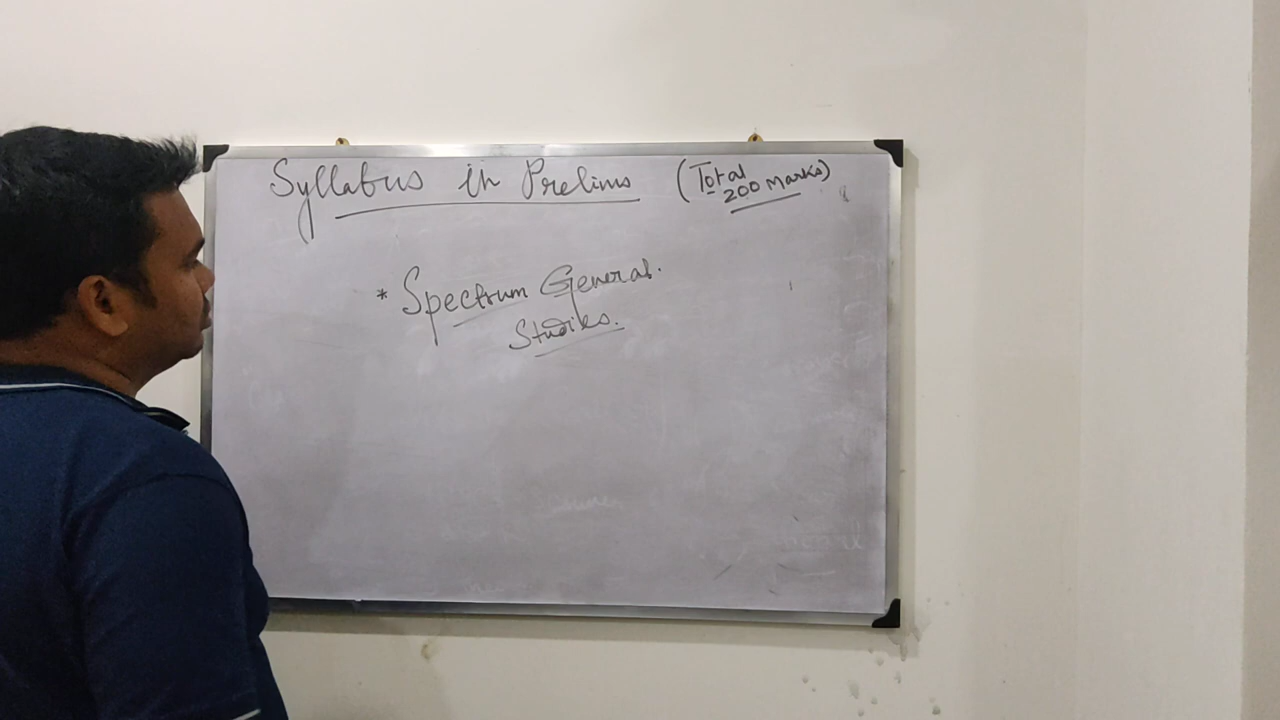 Syllabus in Prelims (Total
200 Marks)
* Spectrum General.
Studies.